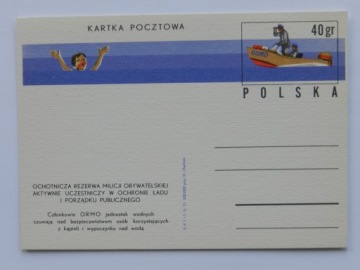 KARTKA POCZTOWA
40 gr
POLSKA
OCHOTNICZA REZERWA MILICJI OBYWATELSKIEJ
AKTYWNIE UCZESTNICZY W OCHRONIE ŁADU
I PORZĄDKU PUBLICZNEGO
Członkowie ORMO jednostek wodnych
czuwają nad bezpieczeństwem osób korzystających
z kąpieli i wypoczynku nad wodą